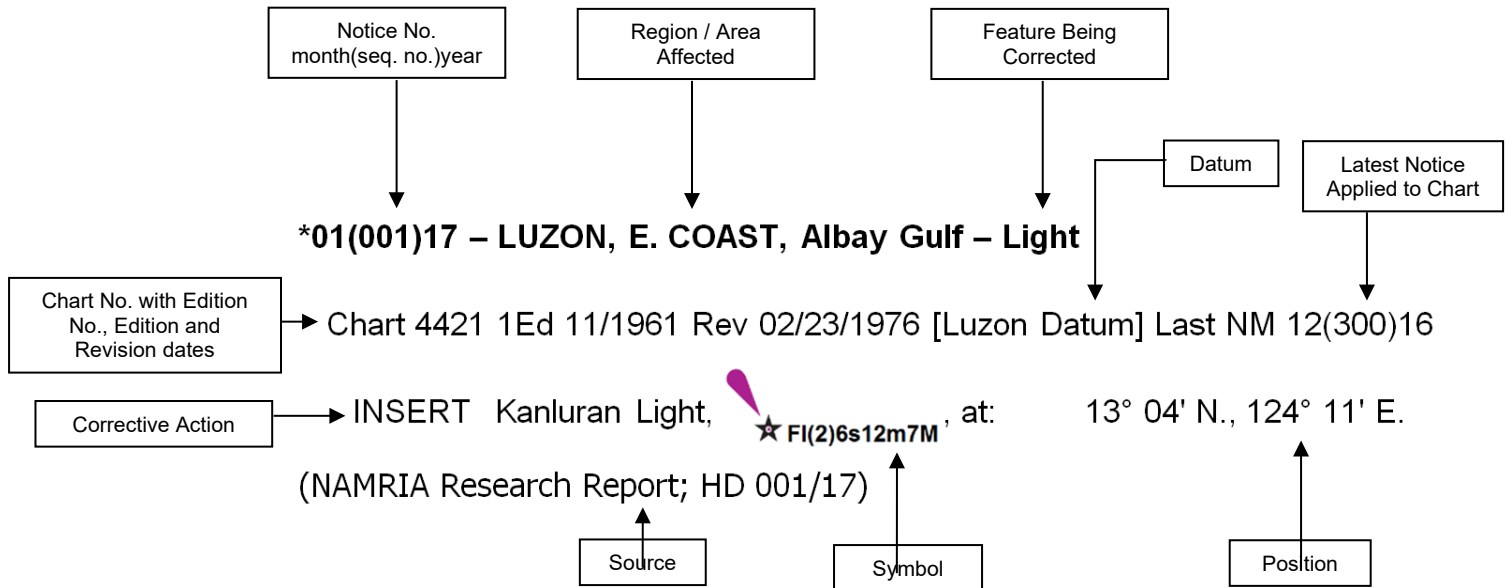 Notice No.
month(seq. no.)year
Region / Area
Affected
Feature Being
Corrected
Datum
Latest Notice
Applied to Chart
*01(001)17 – LUZON, E. COAST, Albay Gulf – Light
Chart No. with Edition
No., Edition and
Revision dates
Chart 4421 1Ed 11/1961 Rev 02/23/1976 [Luzon Datum] Last NM 12(300)16
Corrective Action
INSERT Kanluran Light, Fl(2)6s12m7M , at: 13° 04' N., 124° 11' E.
(NAMRIA Research Report; HD 001/17)
Source
Symbol
Position